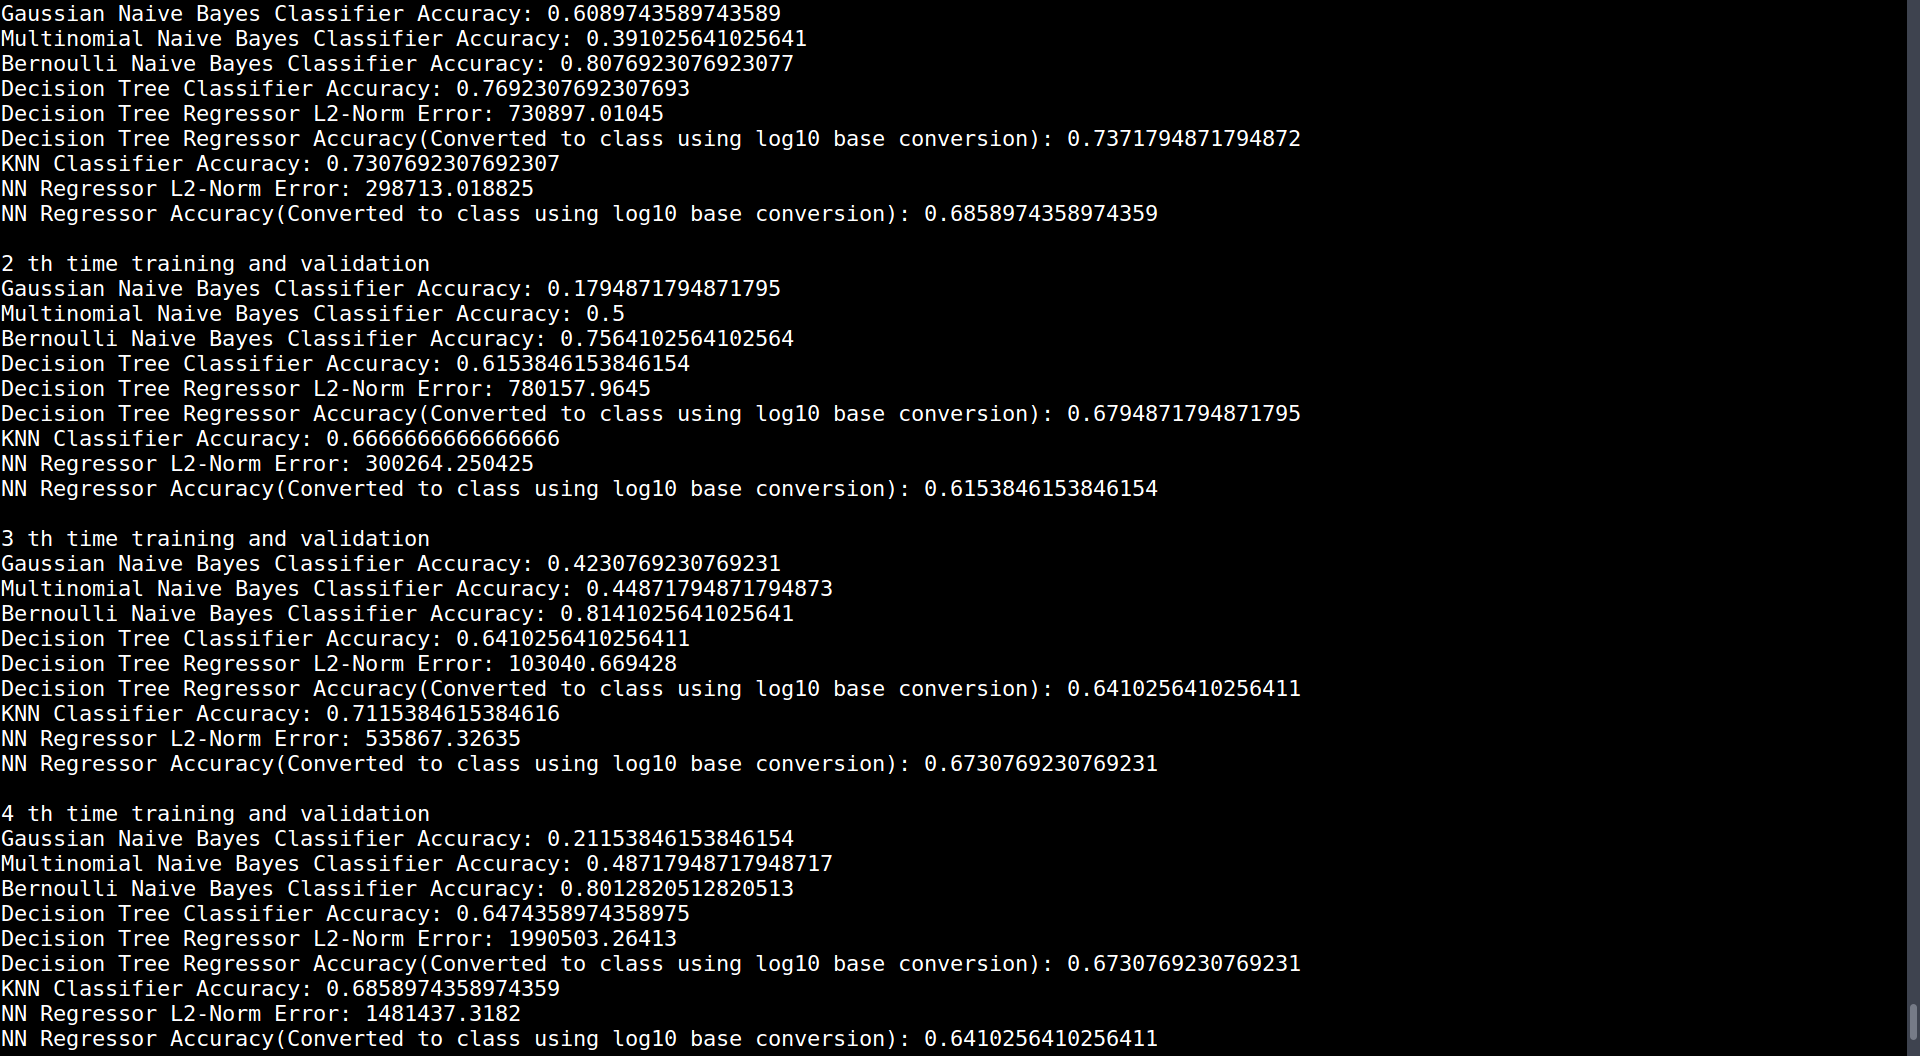 Gaussian Naive Bayes Classifier Accuracy: 0.6089743589743589
Multinomial Naive Bayes Classifier Accuracy: 0.391025641025641
Bernoulli Naive Bayes Classifier Accuracy: 0.8076923076923077
Decision Tree Classifier Accuracy: 0.7692307692307693
Decision Tree Regressor L2-Norm Error: 730897.01045
Decision Tree Regressor Accuracy(Converted to class using log10 base conversion): 0.7371794871794872
KNN Classifier Accuracy: 0.7307692307692307
NN Regressor L2-Norm Error: 298713.018825
NN Regressor Accuracy(Converted to class using log10 base conversion): 0.6858974358974359
2 th time training and validation
Gaussian Naive Bayes Classifier Accuracy: 0.1794871794871795
Multinomial Naive Bayes Classifier Accuracy: 0.5
Bernoulli Naive Bayes Classifier Accuracy: 0.7564102564102564
Decision Tree Classifier Accuracy: 0.6153846153846154
Decision Tree Regressor L2-Norm Error: 780157.9645
Decision Tree Regressor Accuracy(Converted to class using log10 base conversion): 0.6794871794871795
KNN Classifier Accuracy: 0.6666666666666666
NN Regressor L2-Norm Error: 300264.250425
NN Regressor Accuracy(Converted to class using log10 base conversion): 0.6153846153846154
3 th time training and validation
Gaussian Naive Bayes Classifier Accuracy: 0.4230769230769231
Multinomial Naive Bayes Classifier Accuracy: 0.44871794871794873
Bernoulli Naive Bayes Classifier Accuracy: 0.8141025641025641
Decision Tree Classifier Accuracy: 0.6410256410256411
Decision Tree Regressor L2-Norm Error: 103040.669428
Decision Tree Regressor Accuracy(Converted to class using log10 base conversion): 0.6410256410256411
KNN Classifier Accuracy: 0.7115384615384616
NN Regressor L2-Norm Error: 535867.32635
NN Regressor Accuracy(Converted to class using log10 base conversion): 0.6730769230769231
4 th time training and validation
Gaussian Naive Bayes Classifier Accuracy: 0.21153846153846154
Multinomial Naive Bayes Classifier Accuracy: 0.48717948717948717
Bernoulli Naive Bayes Classifier Accuracy: 0.8012820512820513
Decision Tree Classifier Accuracy: 0.6474358974358975
Decision Tree Regressor L2-Norm Error: 1990503.26413
Decision Tree Regressor Accuracy(Converted to class using log10 base conversion): 0.6730769230769231
KNN Classifier Accuracy: 0.6858974358974359
NN Regressor L2-Norm Error: 1481437.3182
NN Regressor Accuracy(Converted to class using log10 base conversion): 0.6410256410256411